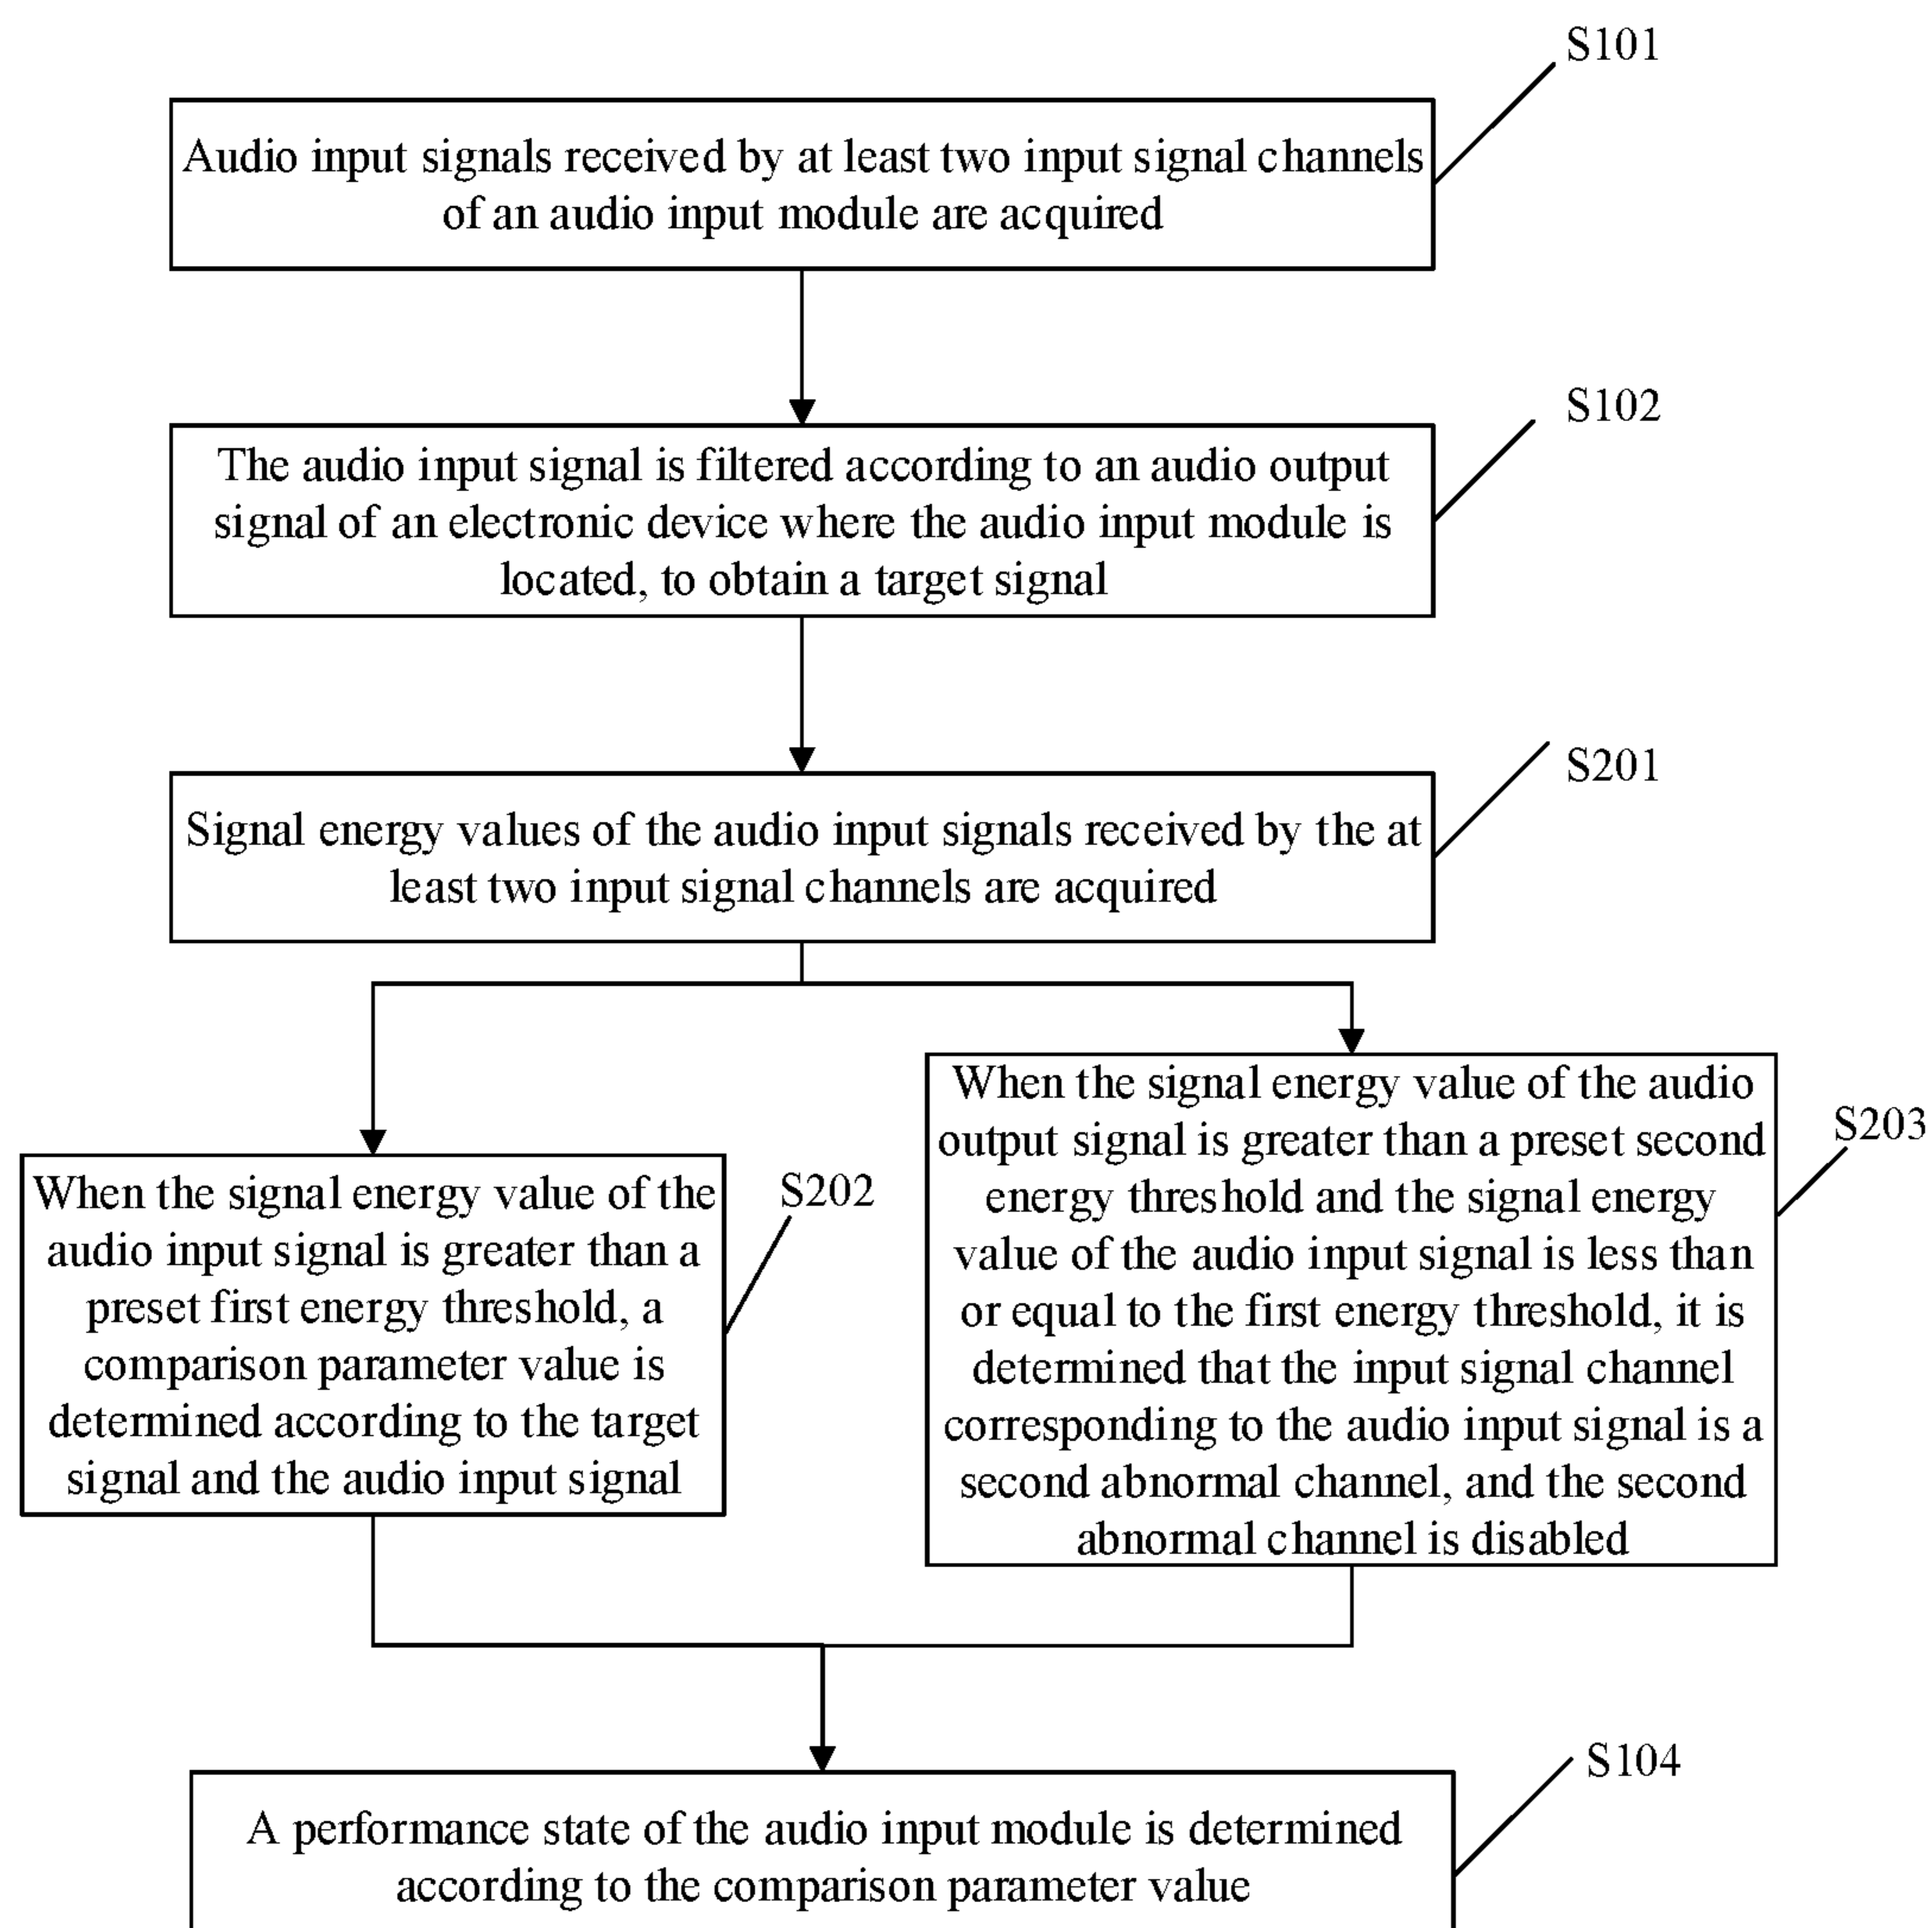 S101
Audio input signals received by at least two input signal channels
of an audio input module are acquired
S102
The audio input signal is filtered according to an audio output
signal of an electronic device where the audio input module is
located, to obtain a target signal
S201
Signal energy values of the audio input signals received by the at
least two input signal channels are acquired
S202
When the signal energy value of the
audio input signal is greater than a
preset first energy threshold, a
comparison parameter value is
determined according to the target
signal and the audio input signal
S203
When the signal energy value of the audio
output signal is greater than a preset second
energy threshold and the signal energy
value of the audio input signal is less than
or equal to the first energy threshold, it is
determined that the input signal channel
corresponding to the audio input signal is a
second abnormal channel, and the second
abnormal channel is disabled
S104
A performance state of the audio input module is determined
according to the comparison parameter value